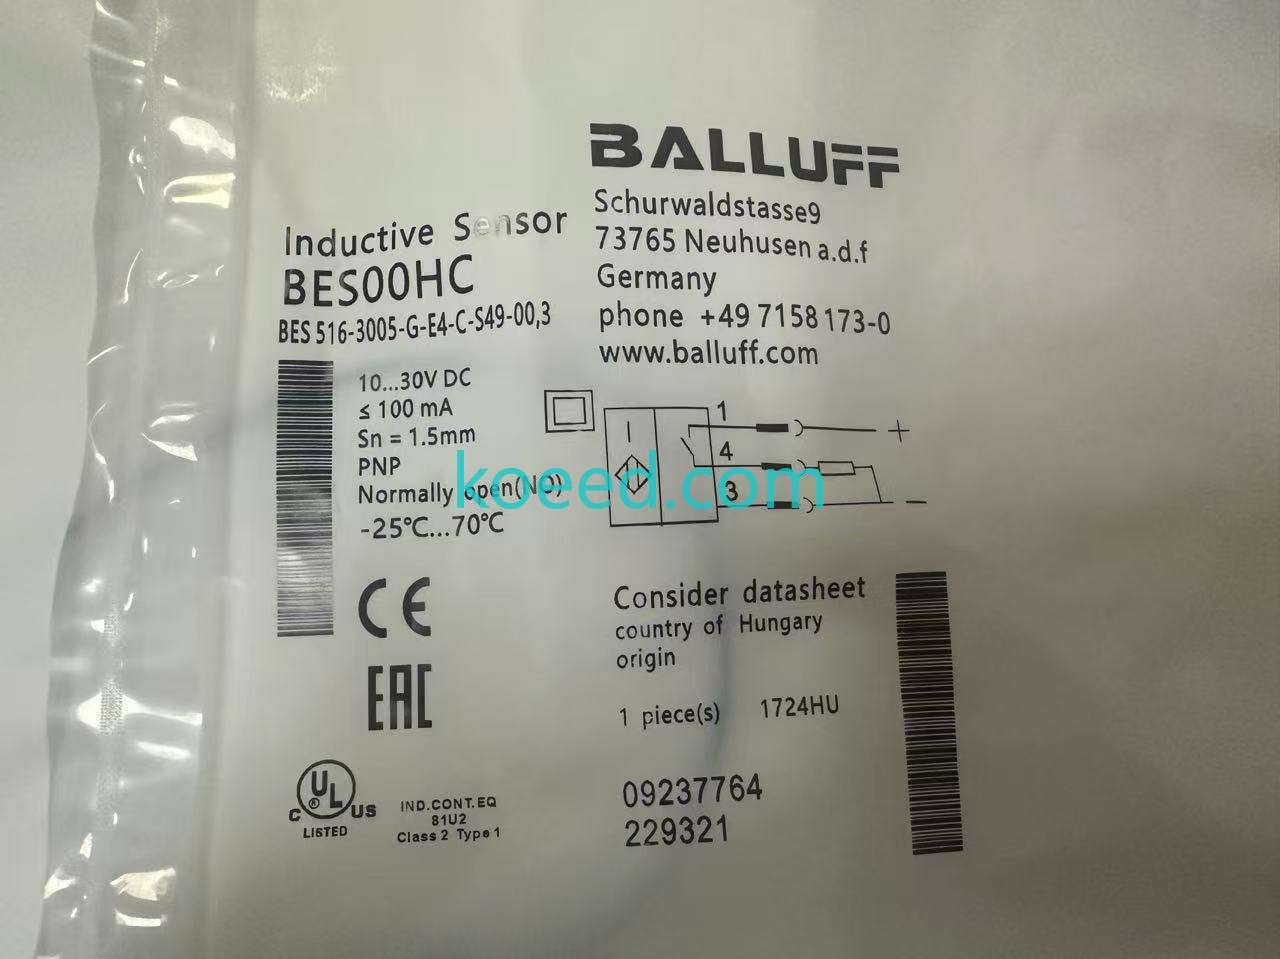 BALLUFF
Schurwaldstasse9
73765 Neuhusen a.d.f
Germany
phone +49 7158 173-0
www.balluff.com
Inductive Sensor
BES00HC
BES 516-3005-G-E4-C-S49-00,3
10...30V DC
≤ 100 mA
Sn = 1.5mm
PNP
Normally open(NO)
-25℃...70℃
1
+
4
3
−
koeed.com
CE
EAC
C UL ® US
LISTED
IND.CONT.EQ
81U2
Class 2 Type 1
Consider datasheet
country of Hungary
origin
1 piece(s) 1724HU
09237764
229321